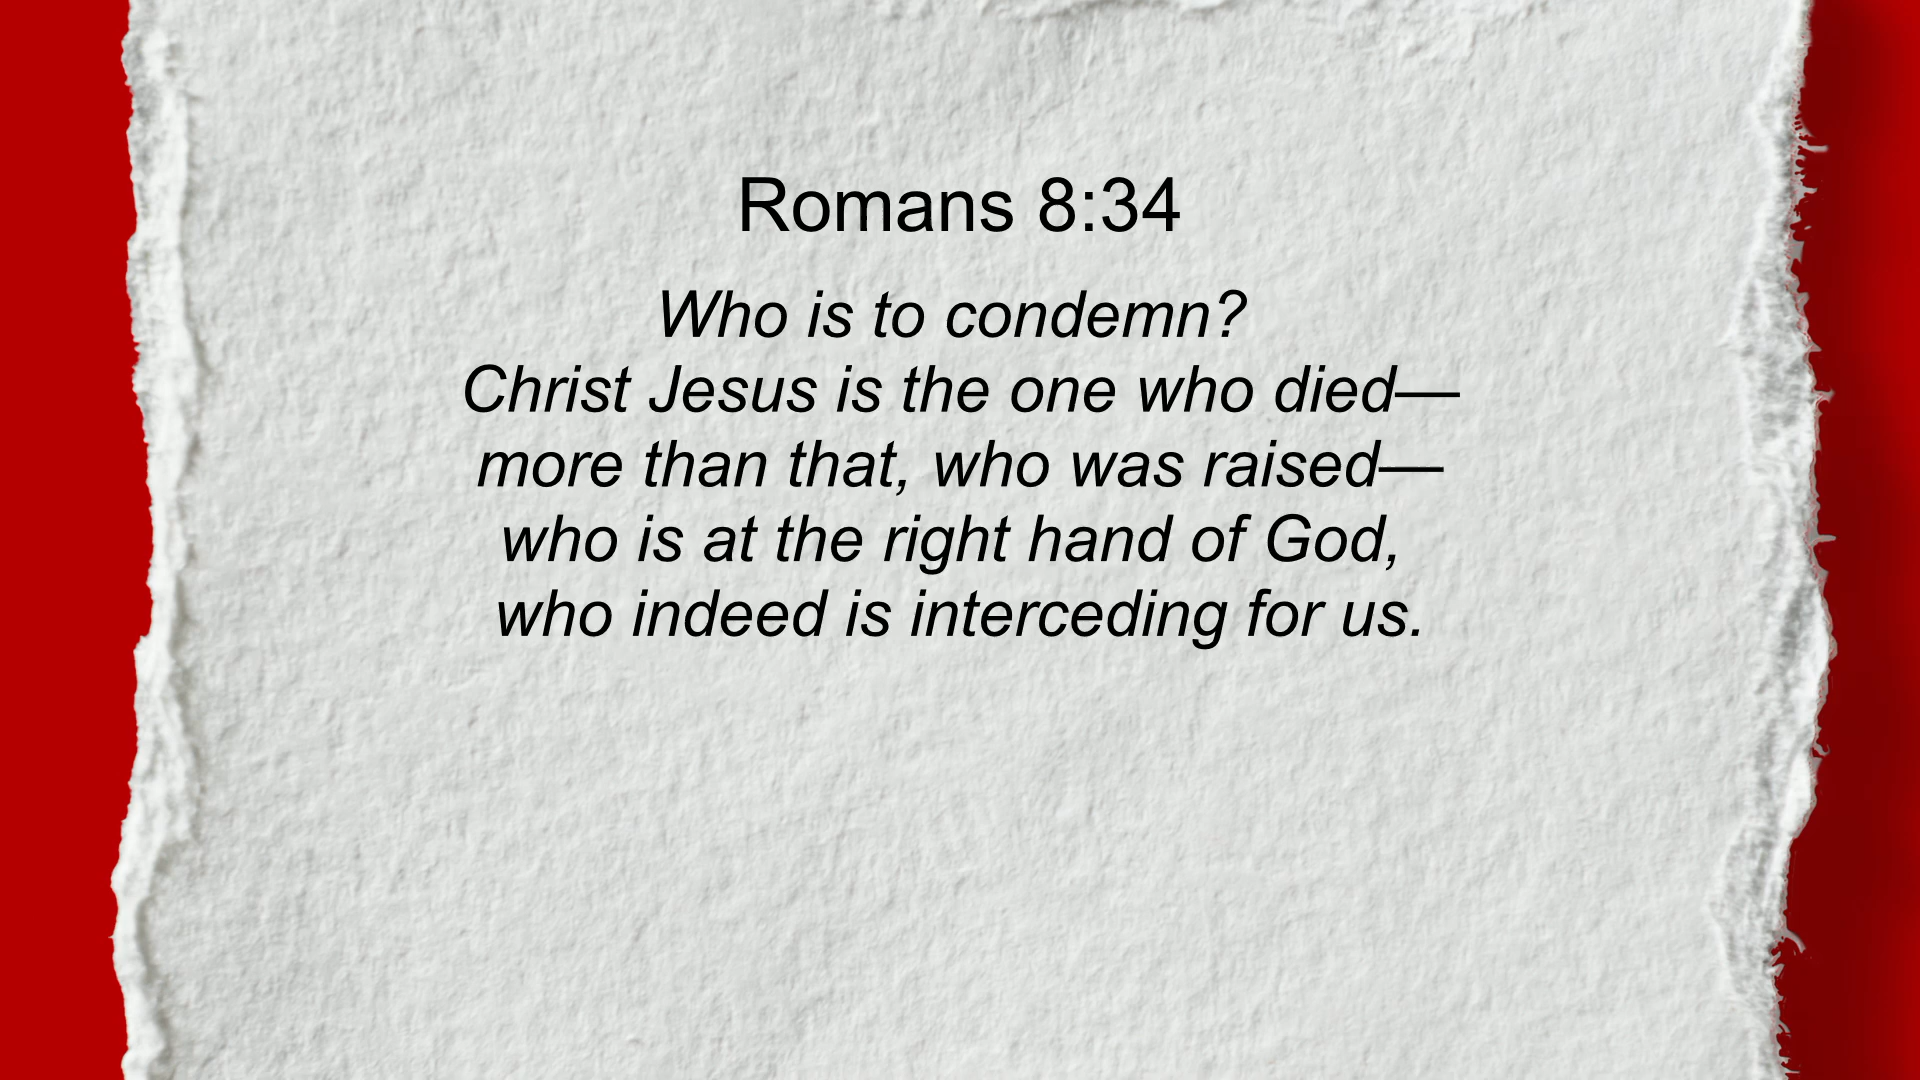 Romans 8:34
Who is to condemn?
Christ Jesus is the one who died—
more than that, who was raised—
who is at the right hand of God,
who indeed is interceding for us.